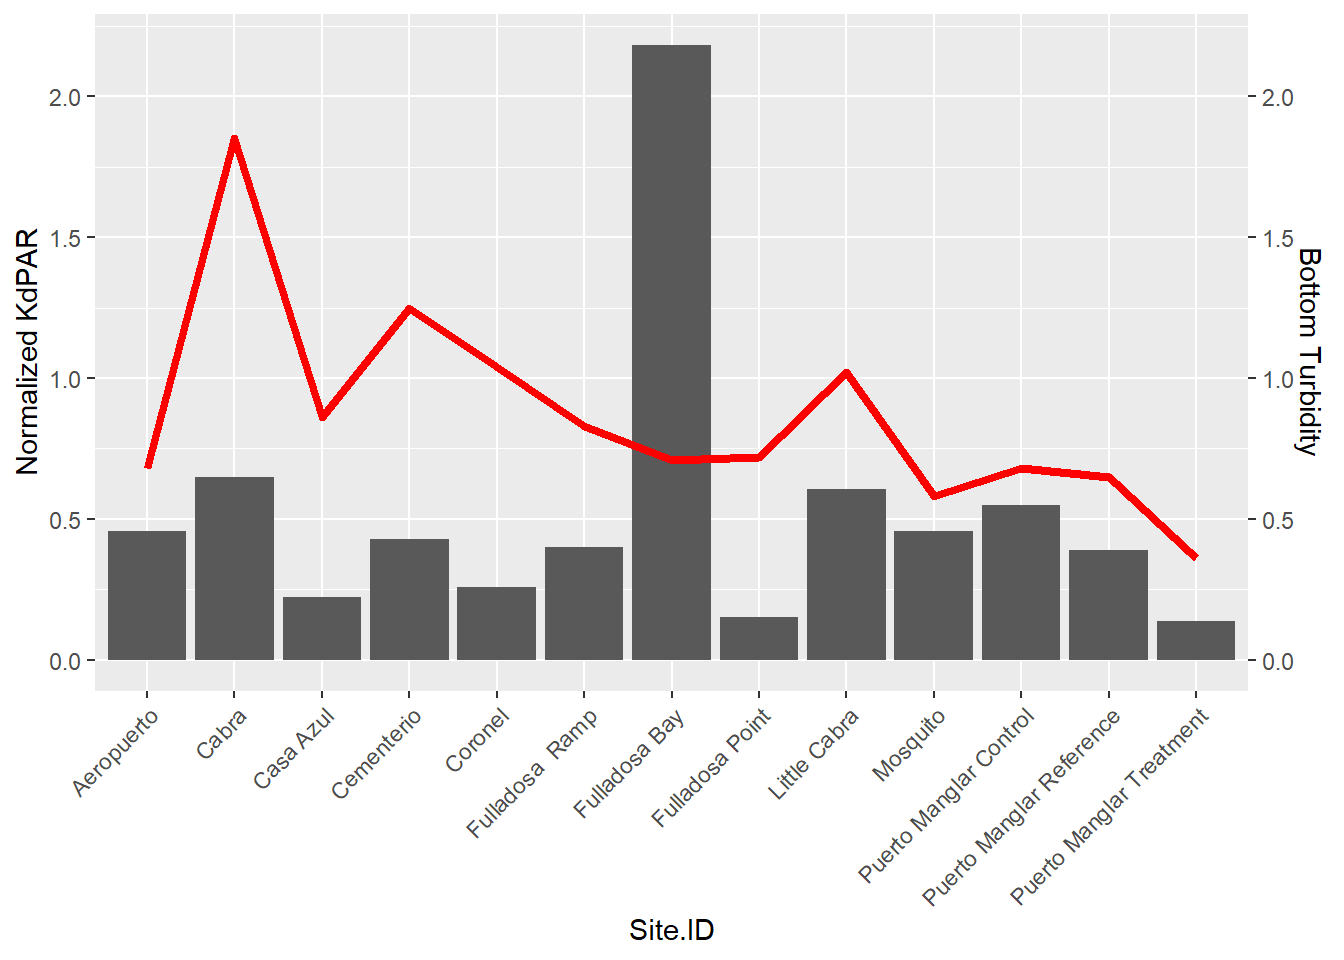 Normalized KdPAR
2.0
1.5
1.0
0.5
0.0
2.0
1.5
1.0
0.5
0.0
Bottom Turbidity
Aeropuerto
Cabra
Casa Azul
Cementerio
Coronel
Fulladosa  Ramp
Fulladosa Bay
Fulladosa Point
Little Cabra
Mosquito
Puerto Manglar Control
Puerto Manglar Reference
Puerto Manglar Treatment
Site.ID